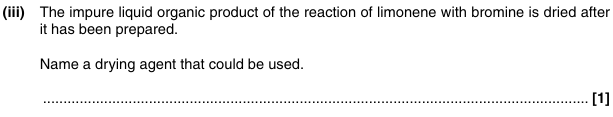 (iii) The impure liquid organic product of the reaction of limonene with bromine is dried after
it has been prepared.
Name a drying agent that could be used.
.......................................................................................................................................... [1]